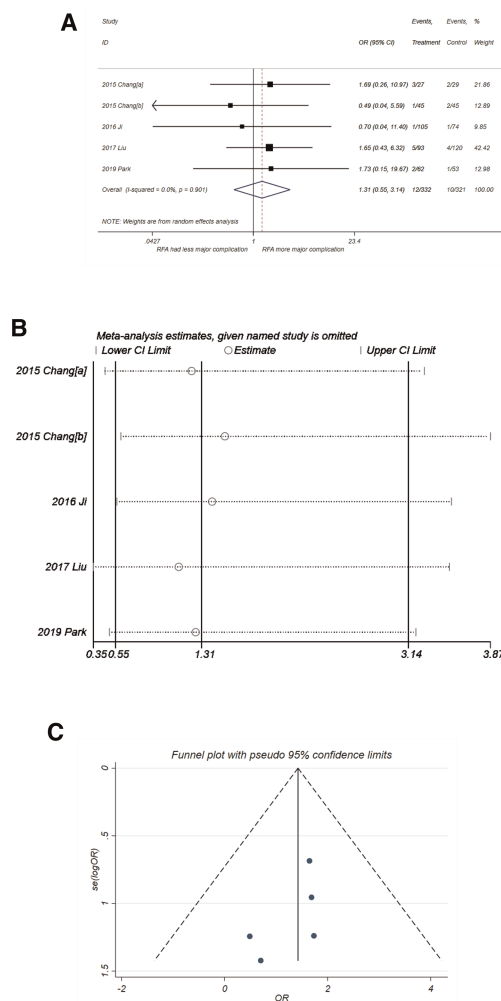 A
Study Events, Events, %
ID OR (95% CI) Treatment Control Weight
2015 Chang[a] 1.69 (0.26, 10.97) 3/27 2/29 21.86
2015 Chang[b] 0.49 (0.04, 5.59) 1/45 2/45 12.89
2016 Ji 0.70 (0.04, 11.40) 1/105 1/74 9.85
2017 Liu 1.65 (0.43, 6.32) 5/93 4/120 42.42
2019 Park 1.73 (0.15, 19.67) 2/62 1/53 12.98
Overall (I-squared = 0.0%, p = 0.901) 1.31 (0.55, 3.14) 12/332 10/321 100.00
NOTE: Weights are from random effects analysis
.0427 1 23.4
RFA had less major complication RFA more major complication
B
Meta-analysis estimates, given named study is omitted
Lower CI Limit Estimate Upper CI Limit
2015 Chang[a]
2015 Chang[b]
2016 Ji
2017 Liu
2019 Park
0.35 0.55 1.31 3.14 3.87
C
Funnel plot with pseudo 95% confidence limits
0
.5
1
1.5
se(logOR)
-2 0 2 4
OR